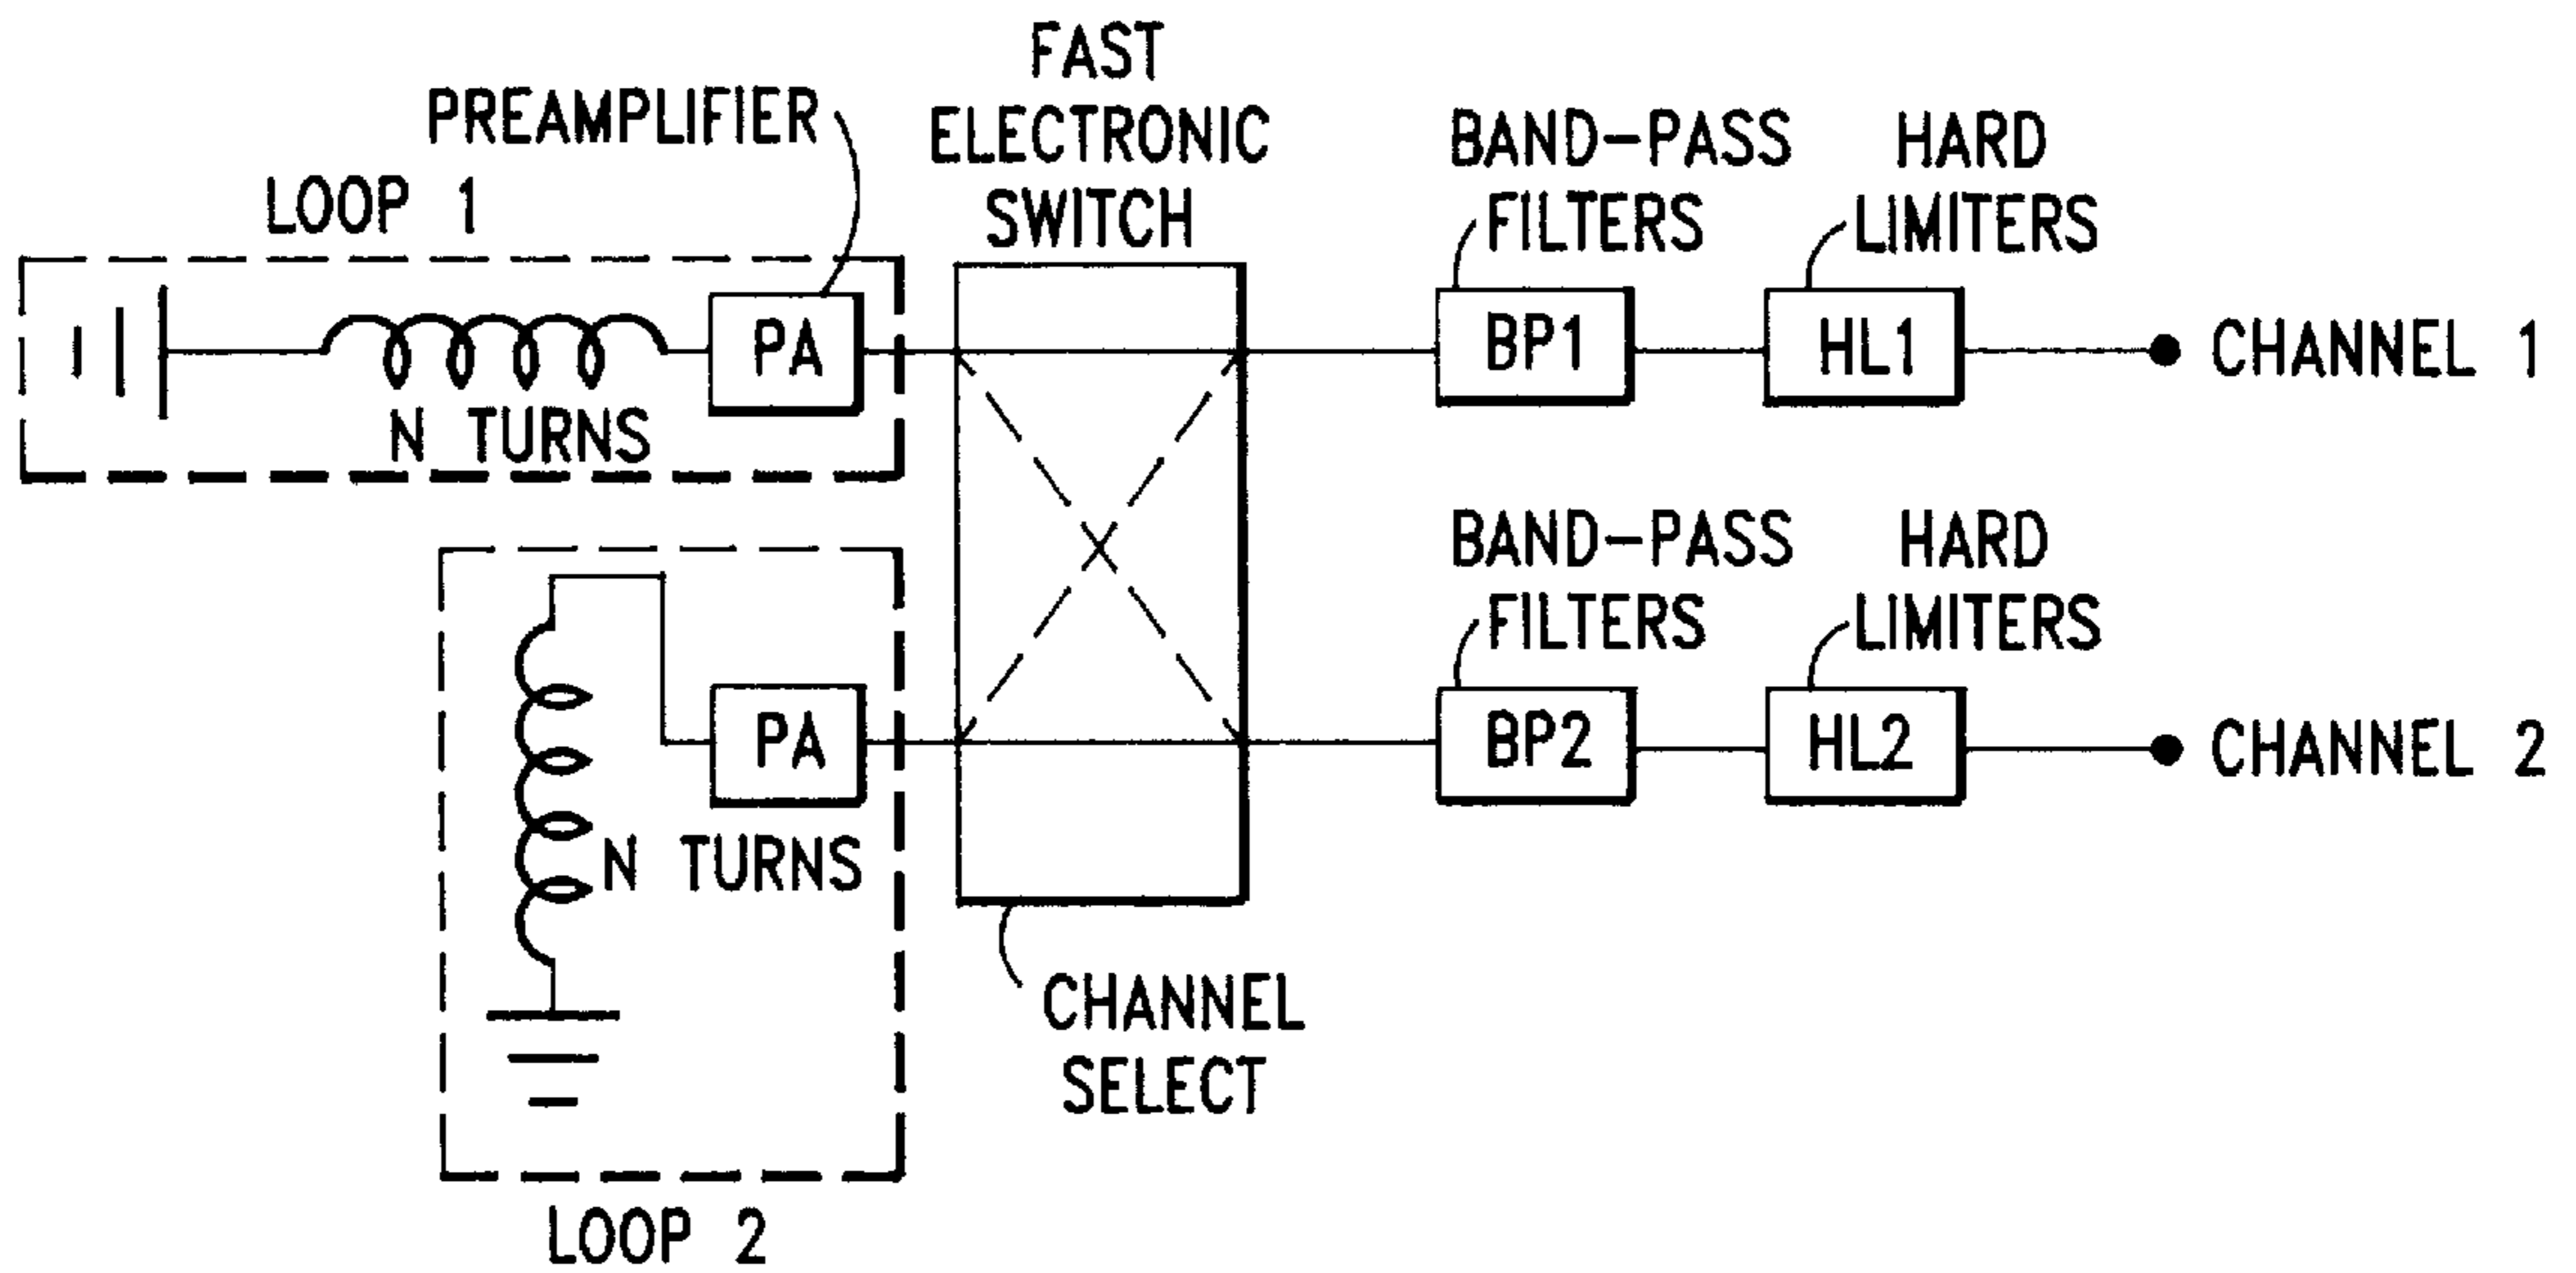 FAST
ELECTRONIC
SWITCH
PREAMPLIFIER
LOOP 1
BAND-PASS
FILTERS
HARD
LIMITERS
PA
BP1
HL1
CHANNEL 1
N TURNS
BAND-PASS
FILTERS
HARD
LIMITERS
PA
BP2
HL2
CHANNEL 2
N TURNS
CHANNEL
SELECT
LOOP 2